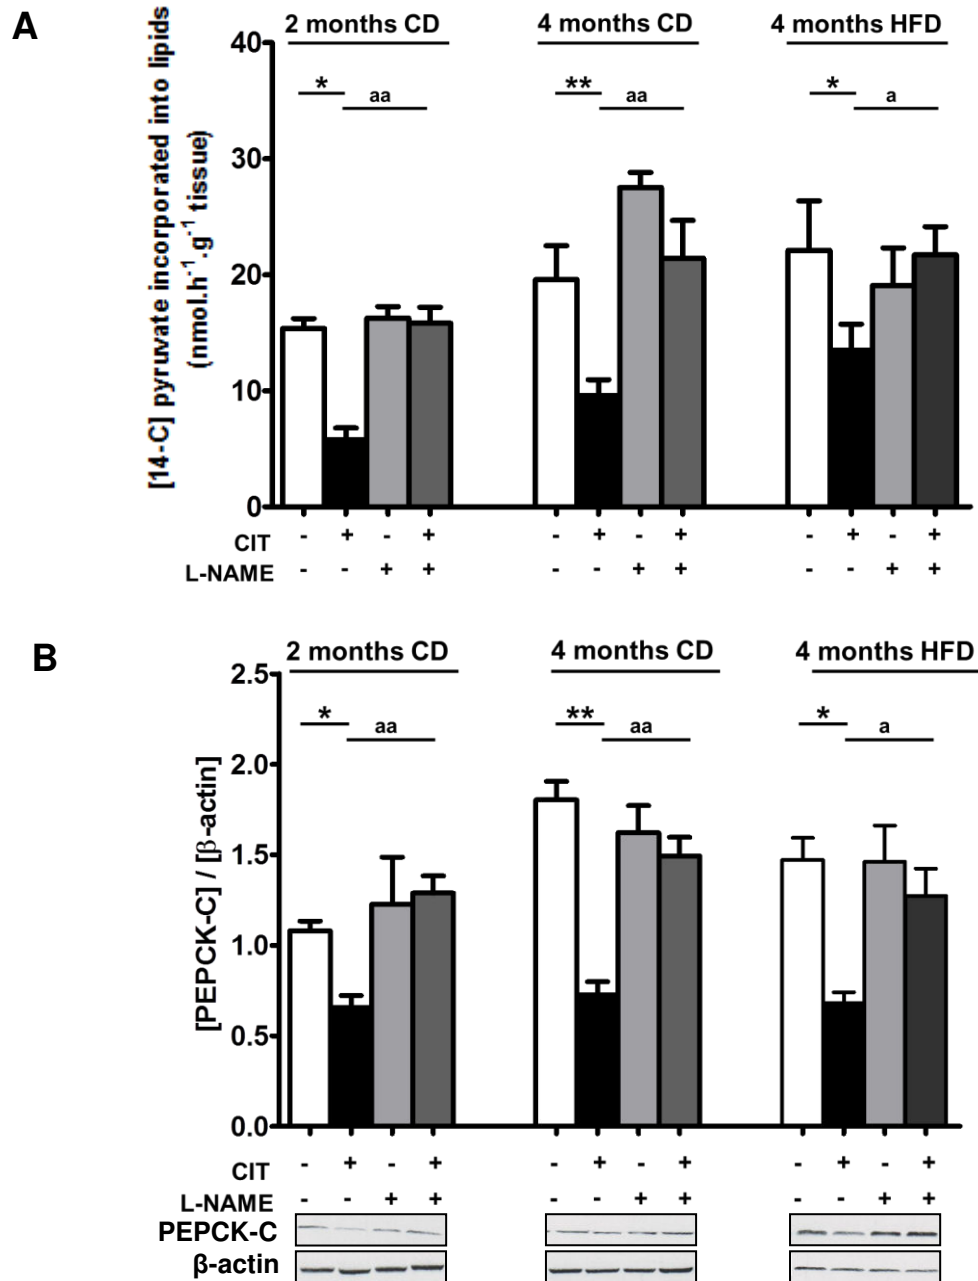 A
[14-C] pyruvate incorporated into lipids
(nmol.h⁻¹.g⁻¹ tissue)
2 months CD 4 months CD 4 months HFD
40
* aa ** aa * a
30
20
10
0
CIT - + - + - + - + - + - +
L-NAME - - + + - - + + - - + +
B
[PEPCK-C] / [β-actin]
2 months CD 4 months CD 4 months HFD
2.5
* aa ** aa * a
2.0
1.5
1.0
0.5
0.0
CIT - + - + - + - + - + - +
L-NAME - - + + - - + + - - + +
PEPCK-C
β-actin